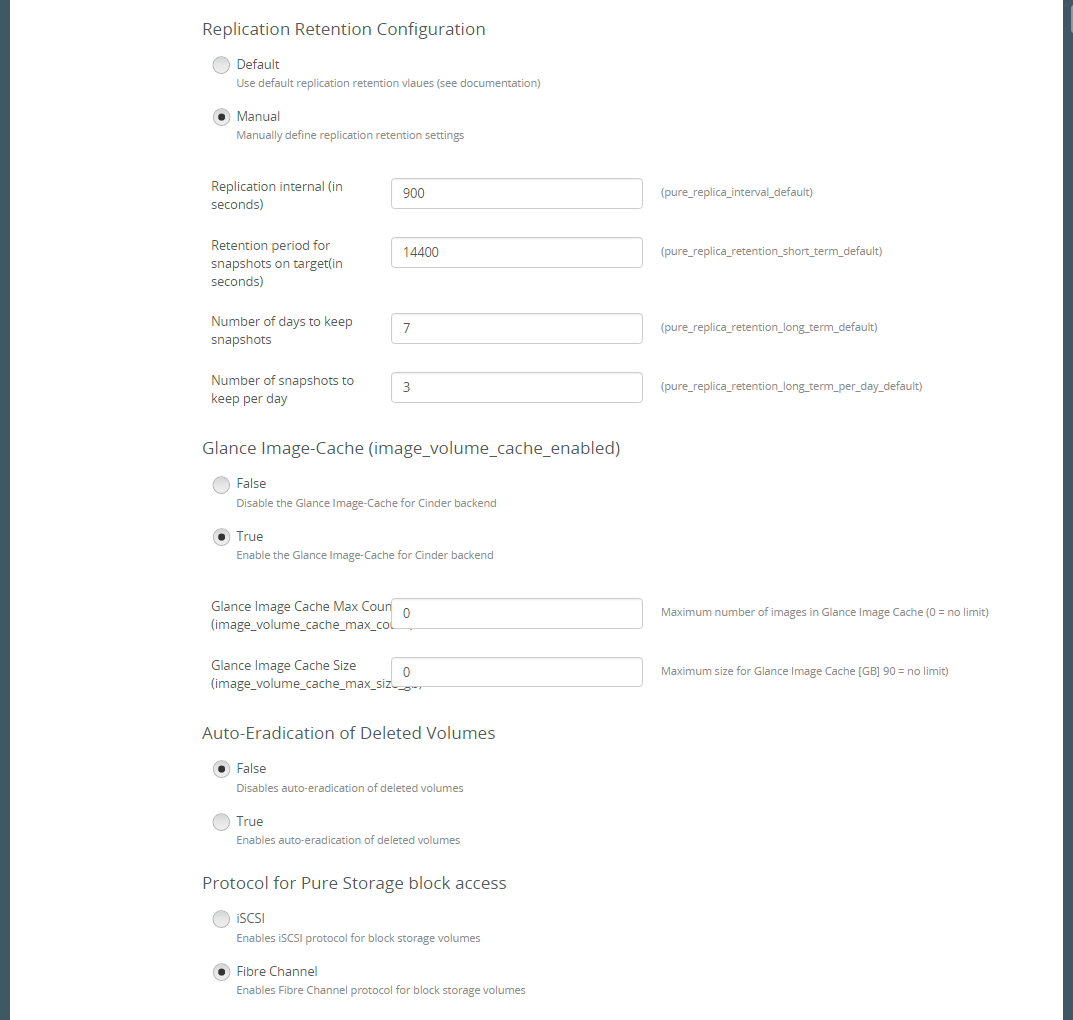 Replication Retention Configuration
Default
Use default replication retention vlaues (see documentation)
Manual
Manually define replication retention settings
Replication internal (in
seconds)
900
(pure_replica_interval_default)
Retention period for
snapshots on target(in
seconds)
14400
(pure_replica_retention_short_term_default)
Number of days to keep
snapshots
7
(pure_replica_retention_long_term_default)
Number of snapshots to
keep per day
3
(pure_replica_retention_long_term_per_day_default)
Glance Image-Cache (image_volume_cache_enabled)
False
Disable the Glance Image-Cache for Cinder backend
True
Enable the Glance Image-Cache for Cinder backend
Glance Image Cache Max Coun
(image_volume_cache_max_co
0
Maximum number of images in Glance Image Cache (0 = no limit)
Glance Image Cache Size
(image_volume_cache_max_size_gb)
0
Maximum size for Glance Image Cache [GB] 90 = no limit)
Auto-Eradication of Deleted Volumes
False
Disables auto-eradication of deleted volumes
True
Enables auto-eradication of deleted volumes
Protocol for Pure Storage block access
iSCSI
Enables iSCSI protocol for block storage volumes
Fibre Channel
Enables Fibre Channel protocol for block storage volumes